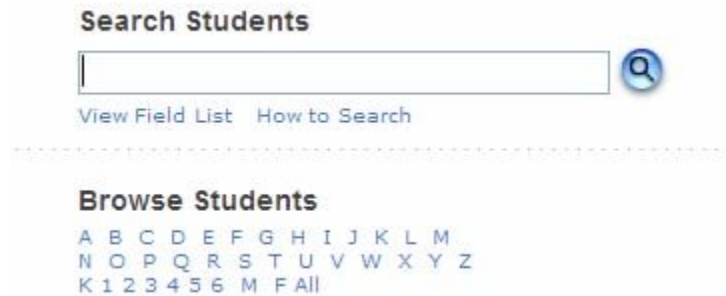 Search Students
View Field List How to Search
Browse Students
A B C D E F G H I J K L M
N O P Q R S T U V W X Y Z
K 1 2 3 4 5 6 M F All